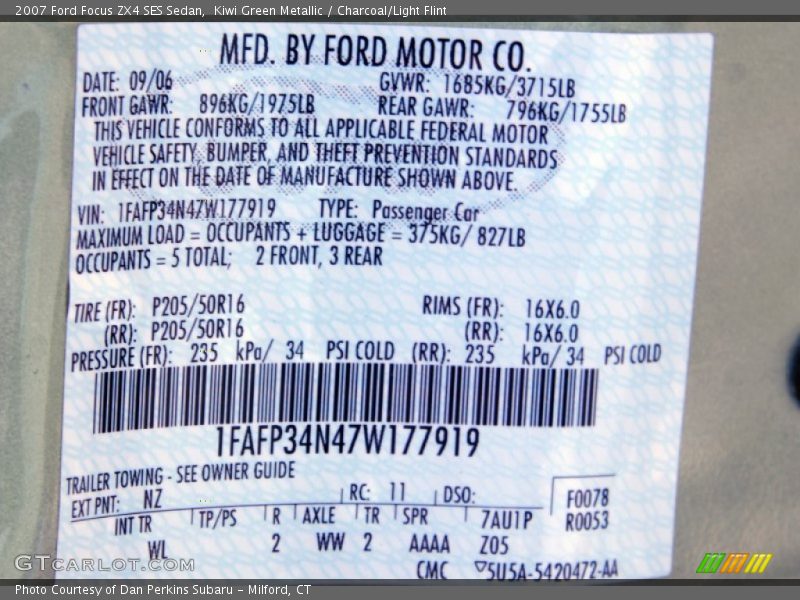 2007 Ford Focus ZX4 SES Sedan, Kiwi Green Metallic / Charcoal/Light Flint
MFD. BY FORD MOTOR CO.
DATE: 09/06 GVWR: 1685KG/3715LB
FRONT GAWR: 896KG/1975LB REAR GAWR: 796KG/1755LB
THIS VEHICLE CONFORMS TO ALL APPLICABLE FEDERAL MOTOR
VEHICLE SAFETY, BUMPER, AND THEFT PREVENTION STANDARDS
IN EFFECT ON THE DATE OF MANUFACTURE SHOWN ABOVE.
VIN: 1FAFP34N47W177919 TYPE: Passenger Car
MAXIMUM LOAD = OCCUPANTS + LUGGAGE = 375KG/ 827LB
OCCUPANTS = 5 TOTAL; 2 FRONT, 3 REAR
TIRE (FR): P205/50R16 RIMS (FR): 16X6.0
(RR): P205/50R16 (RR): 16X6.0
PRESSURE (FR): 235 kPa/ 34 PSI COLD (RR): 235 kPa/ 34 PSI COLD
1FAFP34N47W177919
TRAILER TOWING - SEE OWNER GUIDE
EXT PNT: NZ RC: 11 DSO: F0078
INT TR TP/PS R AXLE TR SPR 7AU1P R0053
WL 2 WW 2 AAAA Z05
CMC ▽5U5A-5420472-AA
GTCarLot.com
Photo Courtesy of Dan Perkins Subaru - Milford, CT